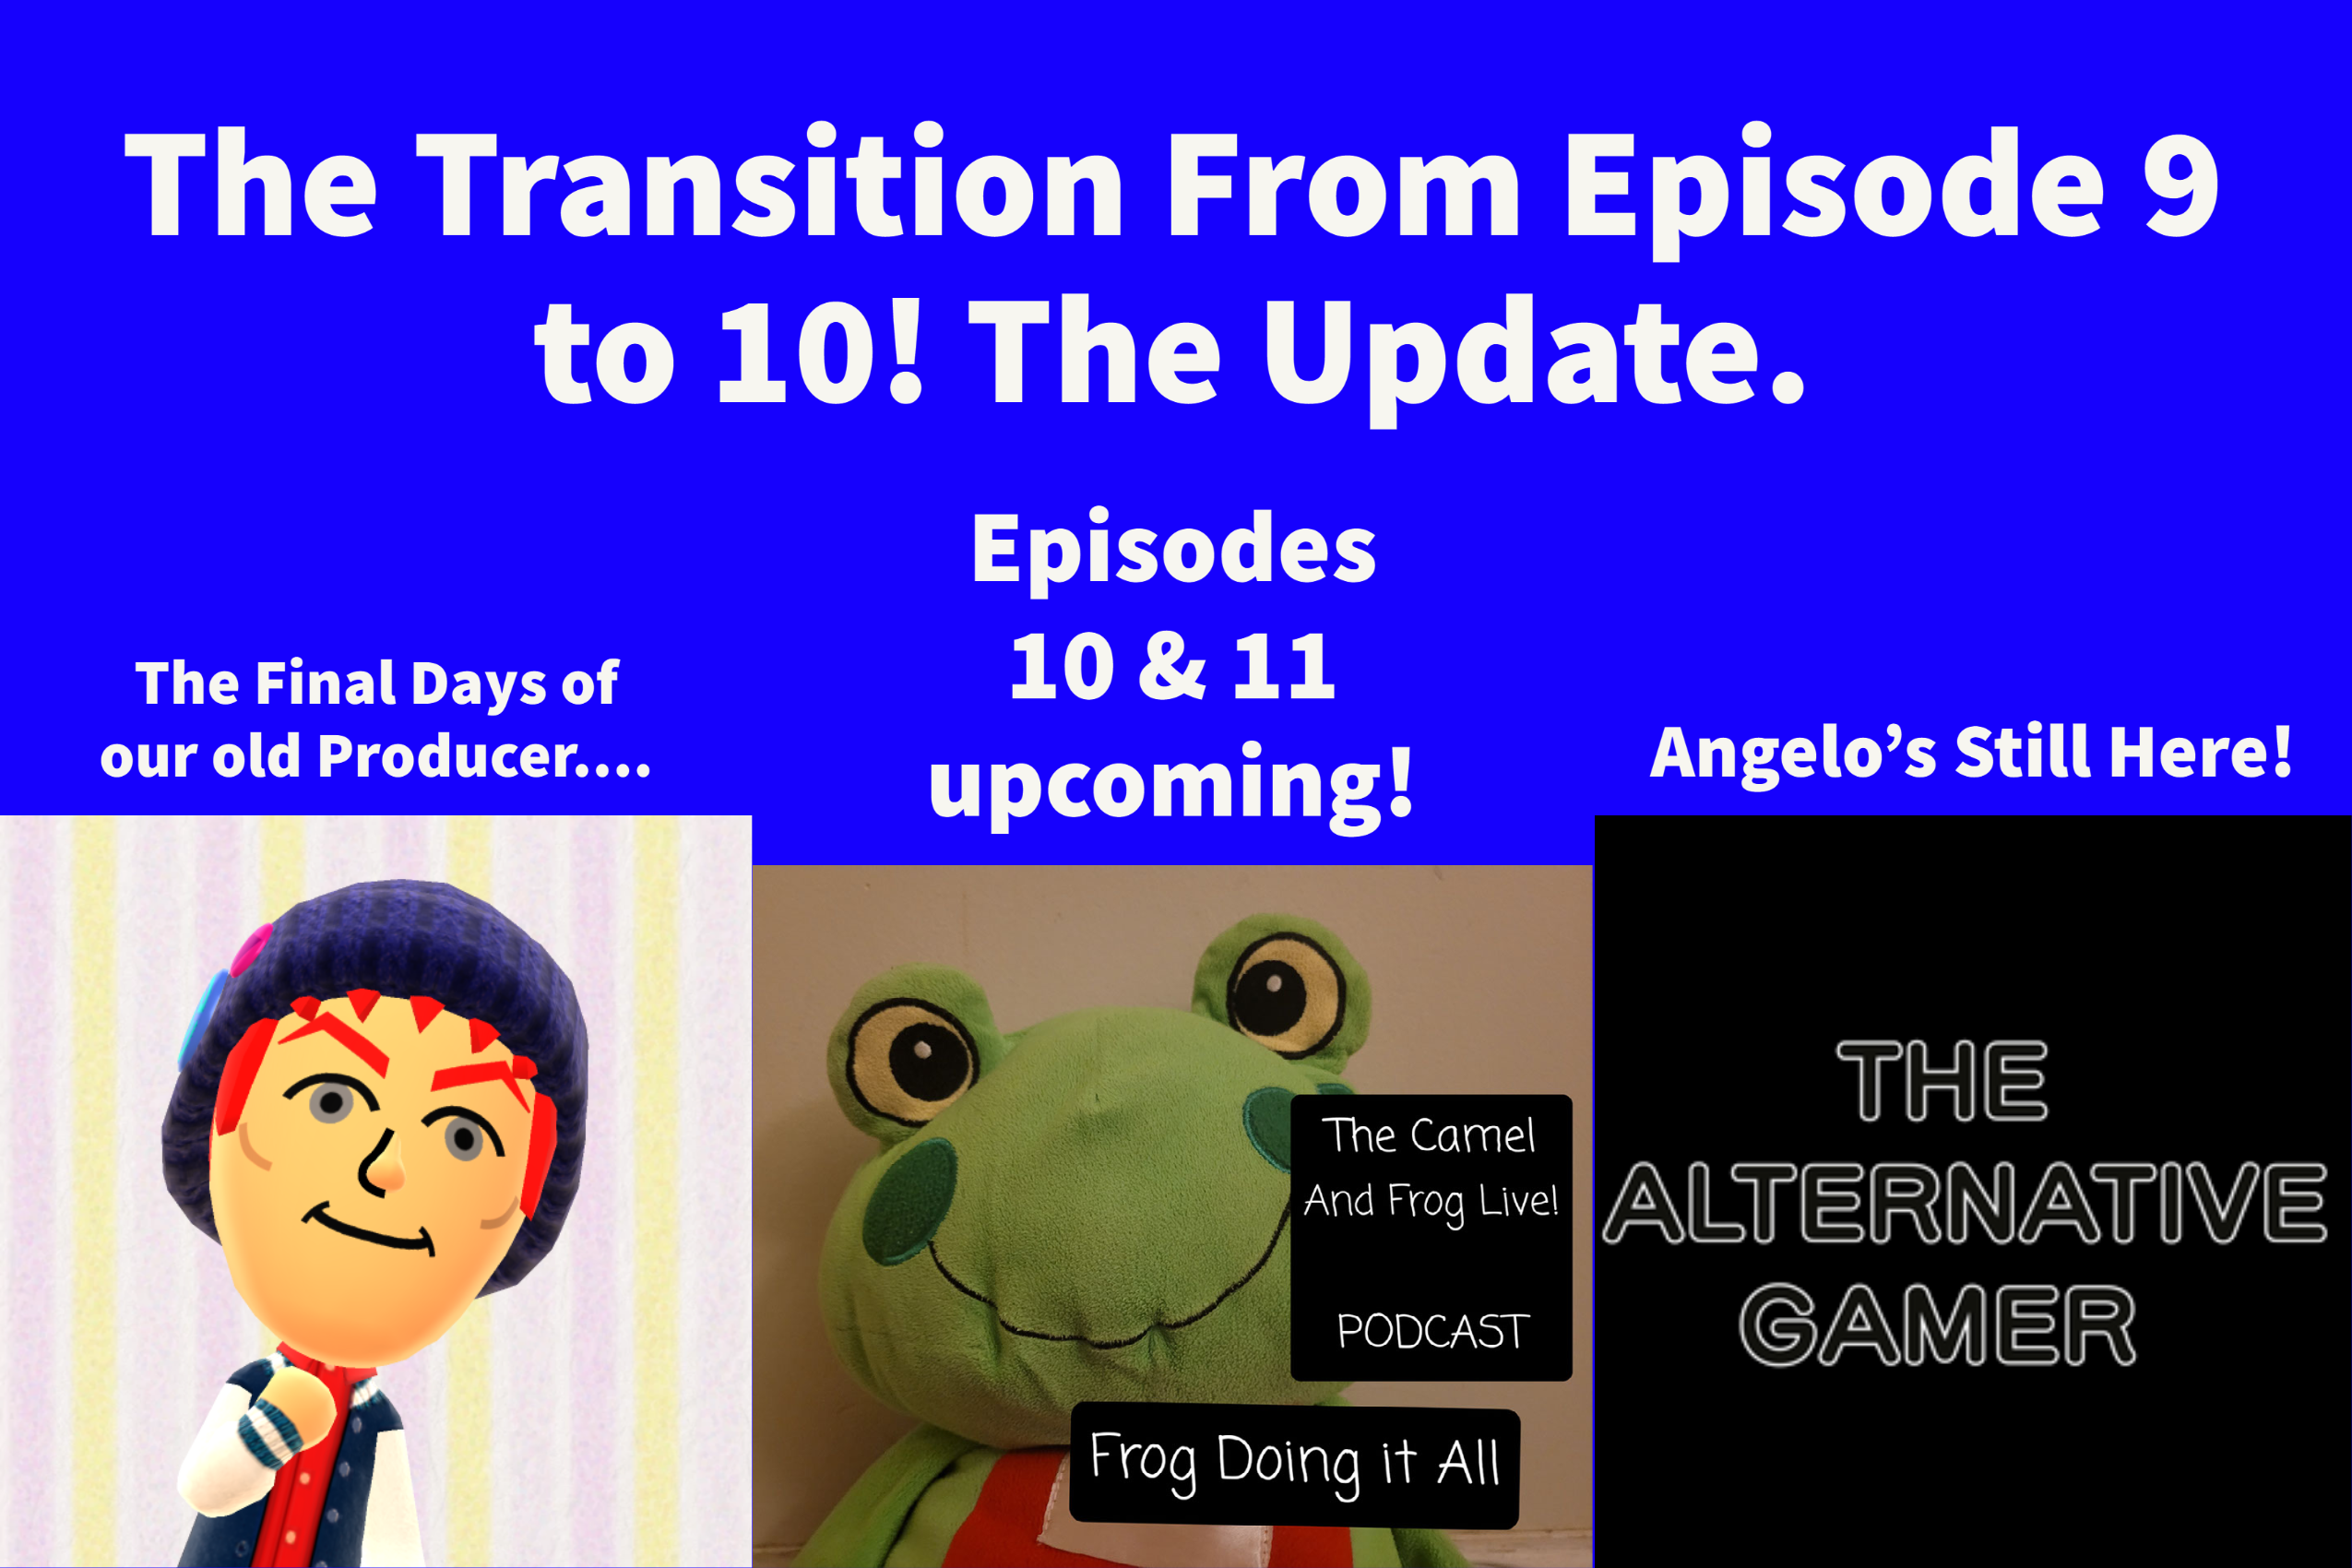 The Transition From Episode 9
to 10! The Update.
Episodes
10 & 11
upcoming!
The Final Days of
our old Producer....
Angelo’s Still Here!
The Camel
And Frog Live!
PODCAST
Frog Doing it All
THE
ALTERNATIVE
GAMER